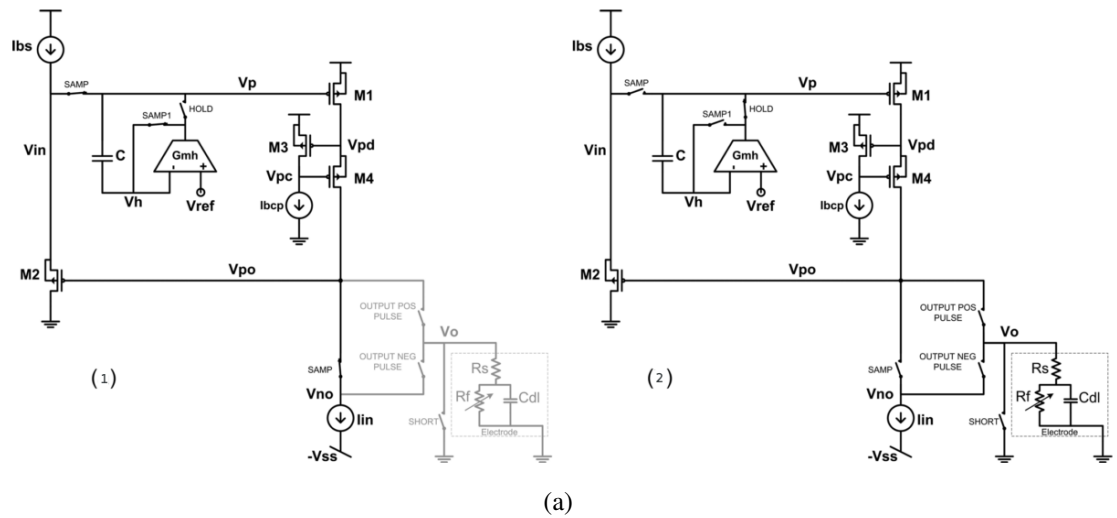 Ibs
SAMP
Vp
M1
HOLD
SAMP1
M3
Vpd
Vin
C
Gmh
- +
Vpc
M4
Vh
Vref
Ibcp
M2
Vpo
OUTPUT POS
PULSE
Vo
(1)
SAMP
OUTPUT NEG
PULSE
Rs
Vno
Rf
Cdl
Iin
SHORT
Electrode
-Vss
Ibs
SAMP
Vp
M1
HOLD
SAMP1
M3
Vpd
Vin
C
Gmh
- +
Vpc
M4
Vh
Vref
Ibcp
M2
Vpo
OUTPUT POS
PULSE
Vo
(2)
SAMP
OUTPUT NEG
PULSE
Rs
Vno
Rf
Cdl
Iin
SHORT
Electrode
-Vss
(a)